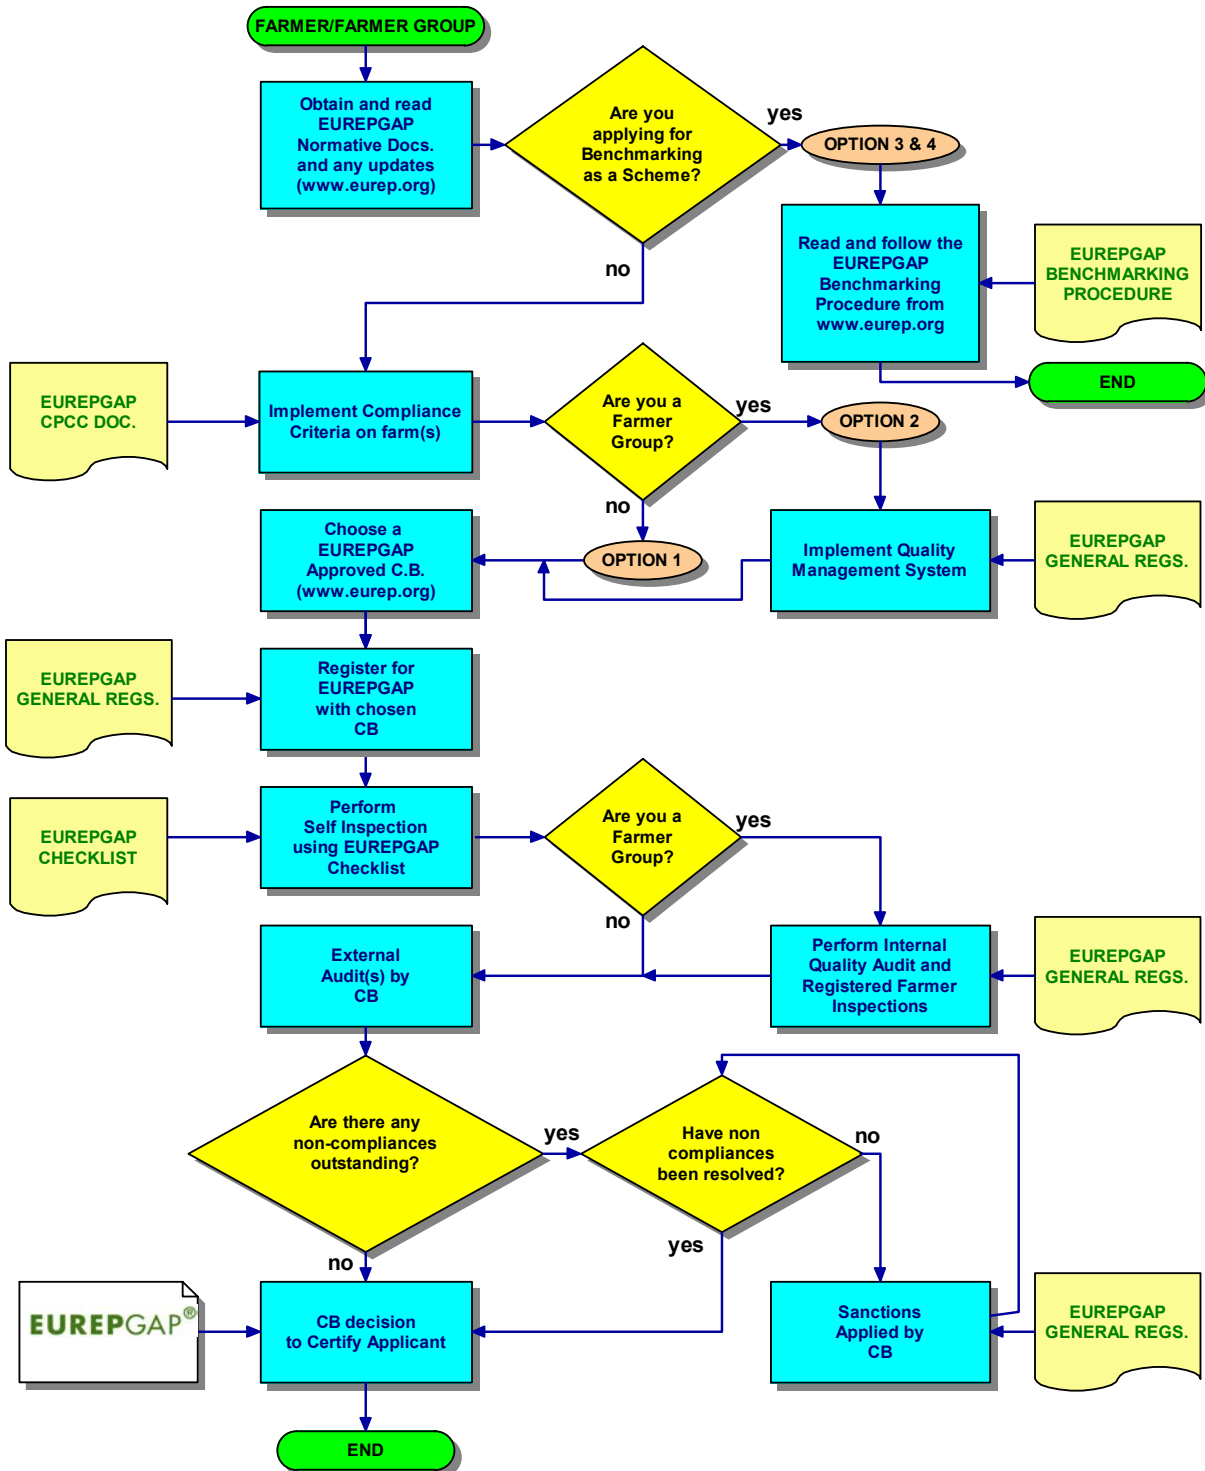 FARMER/FARMER GROUP
Obtain and read
EUREPGAP
Normative Docs.
and any updates
(www.eurep.org)
Are you
applying for
Benchmarking
as a Scheme?
yes
OPTION 3 & 4
no
Read and follow the
EUREPGAP
Benchmarking
Procedure from
www.eurep.org
EUREPGAP
BENCHMARKING
PROCEDURE
END
EUREPGAP
CPCC DOC.
Implement Compliance
Criteria on farm(s)
Are you a
Farmer
Group?
yes
OPTION 2
no
Choose a
EUREPGAP
Approved C.B.
(www.eurep.org)
OPTION 1
Implement Quality
Management System
EUREPGAP
GENERAL REGS.
EUREPGAP
GENERAL REGS.
Register for
EUREPGAP
with chosen
CB
EUREPGAP
CHECKLIST
Perform
Self Inspection
using EUREPGAP
Checklist
Are you a
Farmer
Group?
yes
no
External
Audit(s) by
CB
Perform Internal
Quality Audit and
Registered Farmer
Inspections
EUREPGAP
GENERAL REGS.
Are there any
non-compliances
outstanding?
yes
Have non
compliances
been resolved?
no
yes
no
EUREPGAP®
CB decision
to Certify Applicant
Sanctions
Applied by
CB
EUREPGAP
GENERAL REGS.
END